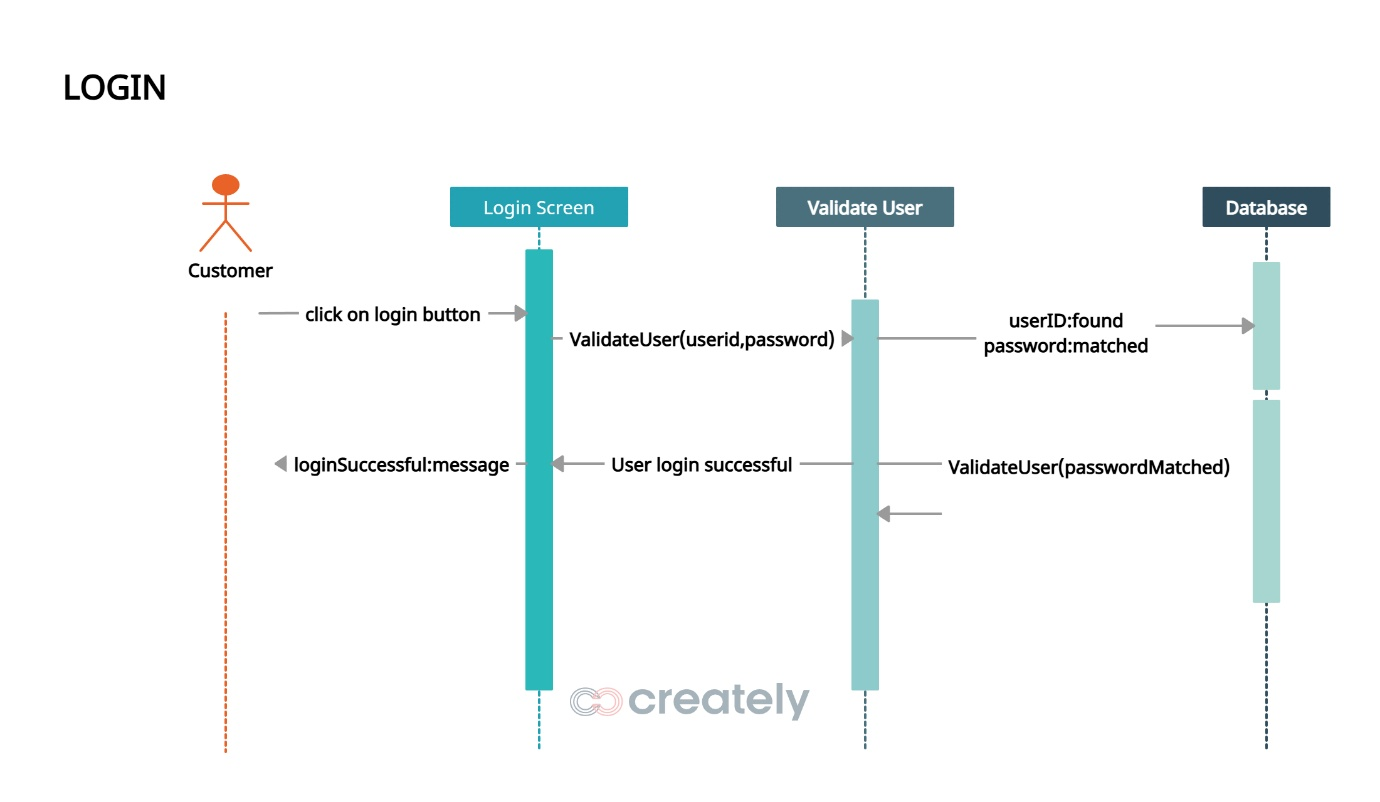 LOGIN
Login Screen
Validate User
Database
Customer
click on login button
ValidateUser(userid,password)
userID:found
password:matched
loginSuccessful:message
User login successful
ValidateUser(passwordMatched)
creately